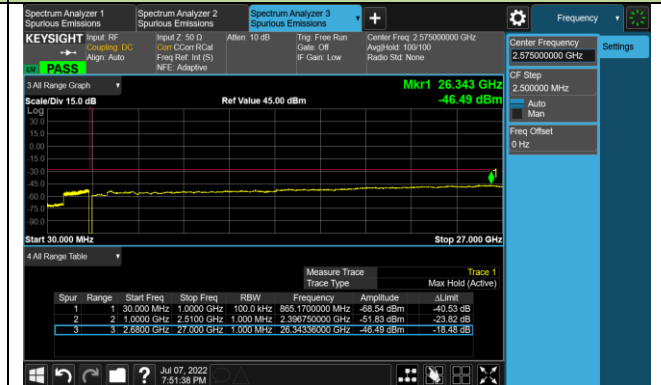 Spectrum Analyzer 1
Spurious Emissions
Spectrum Analyzer 2
Spurious Emissions
Spectrum Analyzer 3
Spurious Emissions
Frequency
KEYSIGHT
Input: RF
Coupling: DC
Align: Auto
Input Z: 50 Ω
Corr CCorr RCal
Freq Ref: Int (S)
NFE: Adaptive
Atten: 10 dB
Trig: Free Run
Gate: Off
IF Gain: Low
Center Freq: 2.575000000 GHz
Avg|Hold: 100/100
Radio Std: None
PASS
3 All Range Graph
Mkr1 26.343 GHz
-46.49 dBm
Scale/Div 15.0 dB
Ref Value 45.00 dBm
Log
30.0
15.0
0.00
-15.0
-30.0
-45.0
-60.0
-75.0
-90.0
1
Start 30.000 MHz
Stop 27.000 GHz
4 All Range Table
Measure Trace Trace 1
Trace Type Max Hold (Active)
Spur Range Start Freq Stop Freq RBW Frequency Amplitude ΔLimit
1 1 30.000 MHz 1.0000 GHz 100.0 kHz 865.1700000 MHz -68.54 dBm -40.53 dB
2 2 1.0000 GHz 2.5100 GHz 1.000 MHz 2.396750000 GHz -51.83 dBm -23.82 dB
3 3 2.6800 GHz 27.000 GHz 1.000 MHz 26.34336000 GHz -46.49 dBm -18.48 dB
Jul 07, 2022
7:51:38 PM
Center Frequency
2.575000000 GHz
Settings
CF Step
2.500000 MHz
Auto
Man
Freq Offset
0 Hz